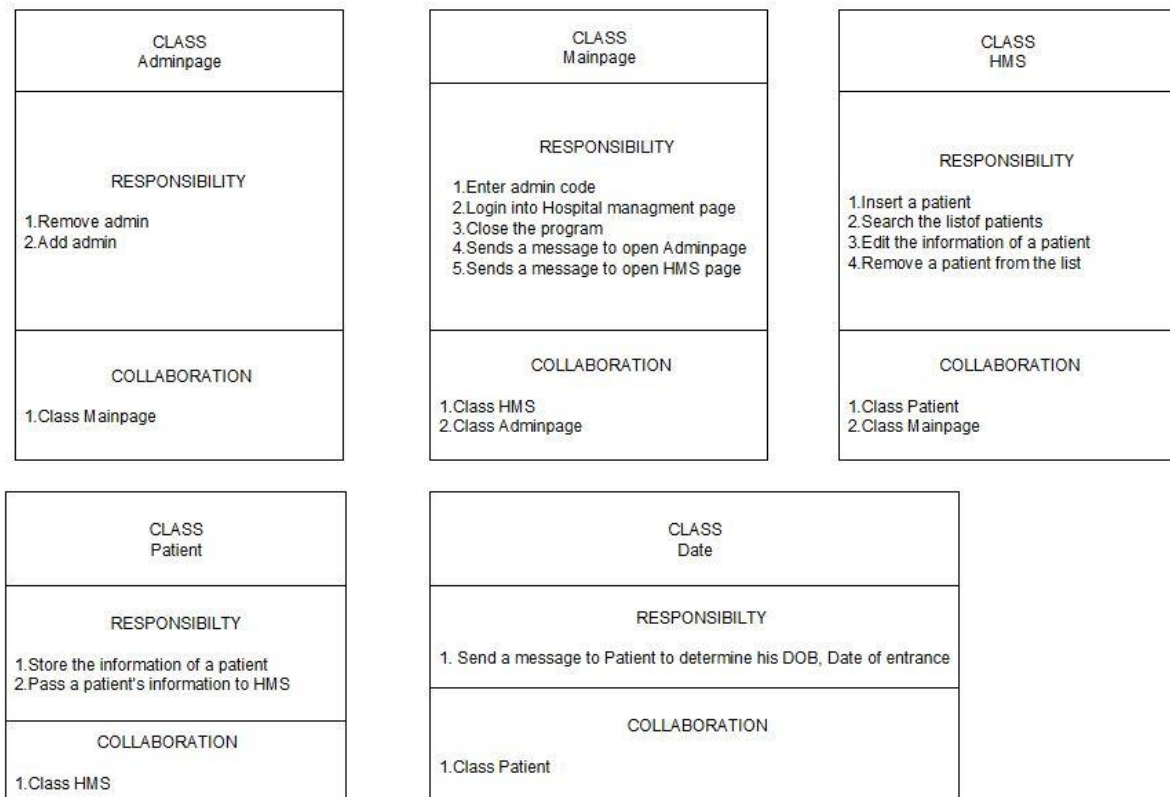 CLASS
Adminpage
RESPONSIBILITY
1.Remove admin
2.Add admin
COLLABORATION
1.Class Mainpage
CLASS
Mainpage
RESPONSIBILITY
1.Enter admin code
2.Login into Hospital managment page
3.Close the program
4.Sends a message to open Adminpage
5.Sends a message to open HMS page
COLLABORATION
1.Class HMS
2.Class Adminpage
CLASS
HMS
RESPONSIBILITY
1.Insert a patient
2.Search the listof patients
3.Edit the information of a patient
4.Remove a patient from the list
COLLABORATION
1.Class Patient
2.Class Mainpage
CLASS
Patient
RESPONSIBILTY
1.Store the information of a patient
2.Pass a patient's information to HMS
COLLABORATION
1.Class HMS
CLASS
Date
RESPONSIBILTY
1. Send a message to Patient to determine his DOB, Date of entrance
COLLABORATION
1.Class Patient